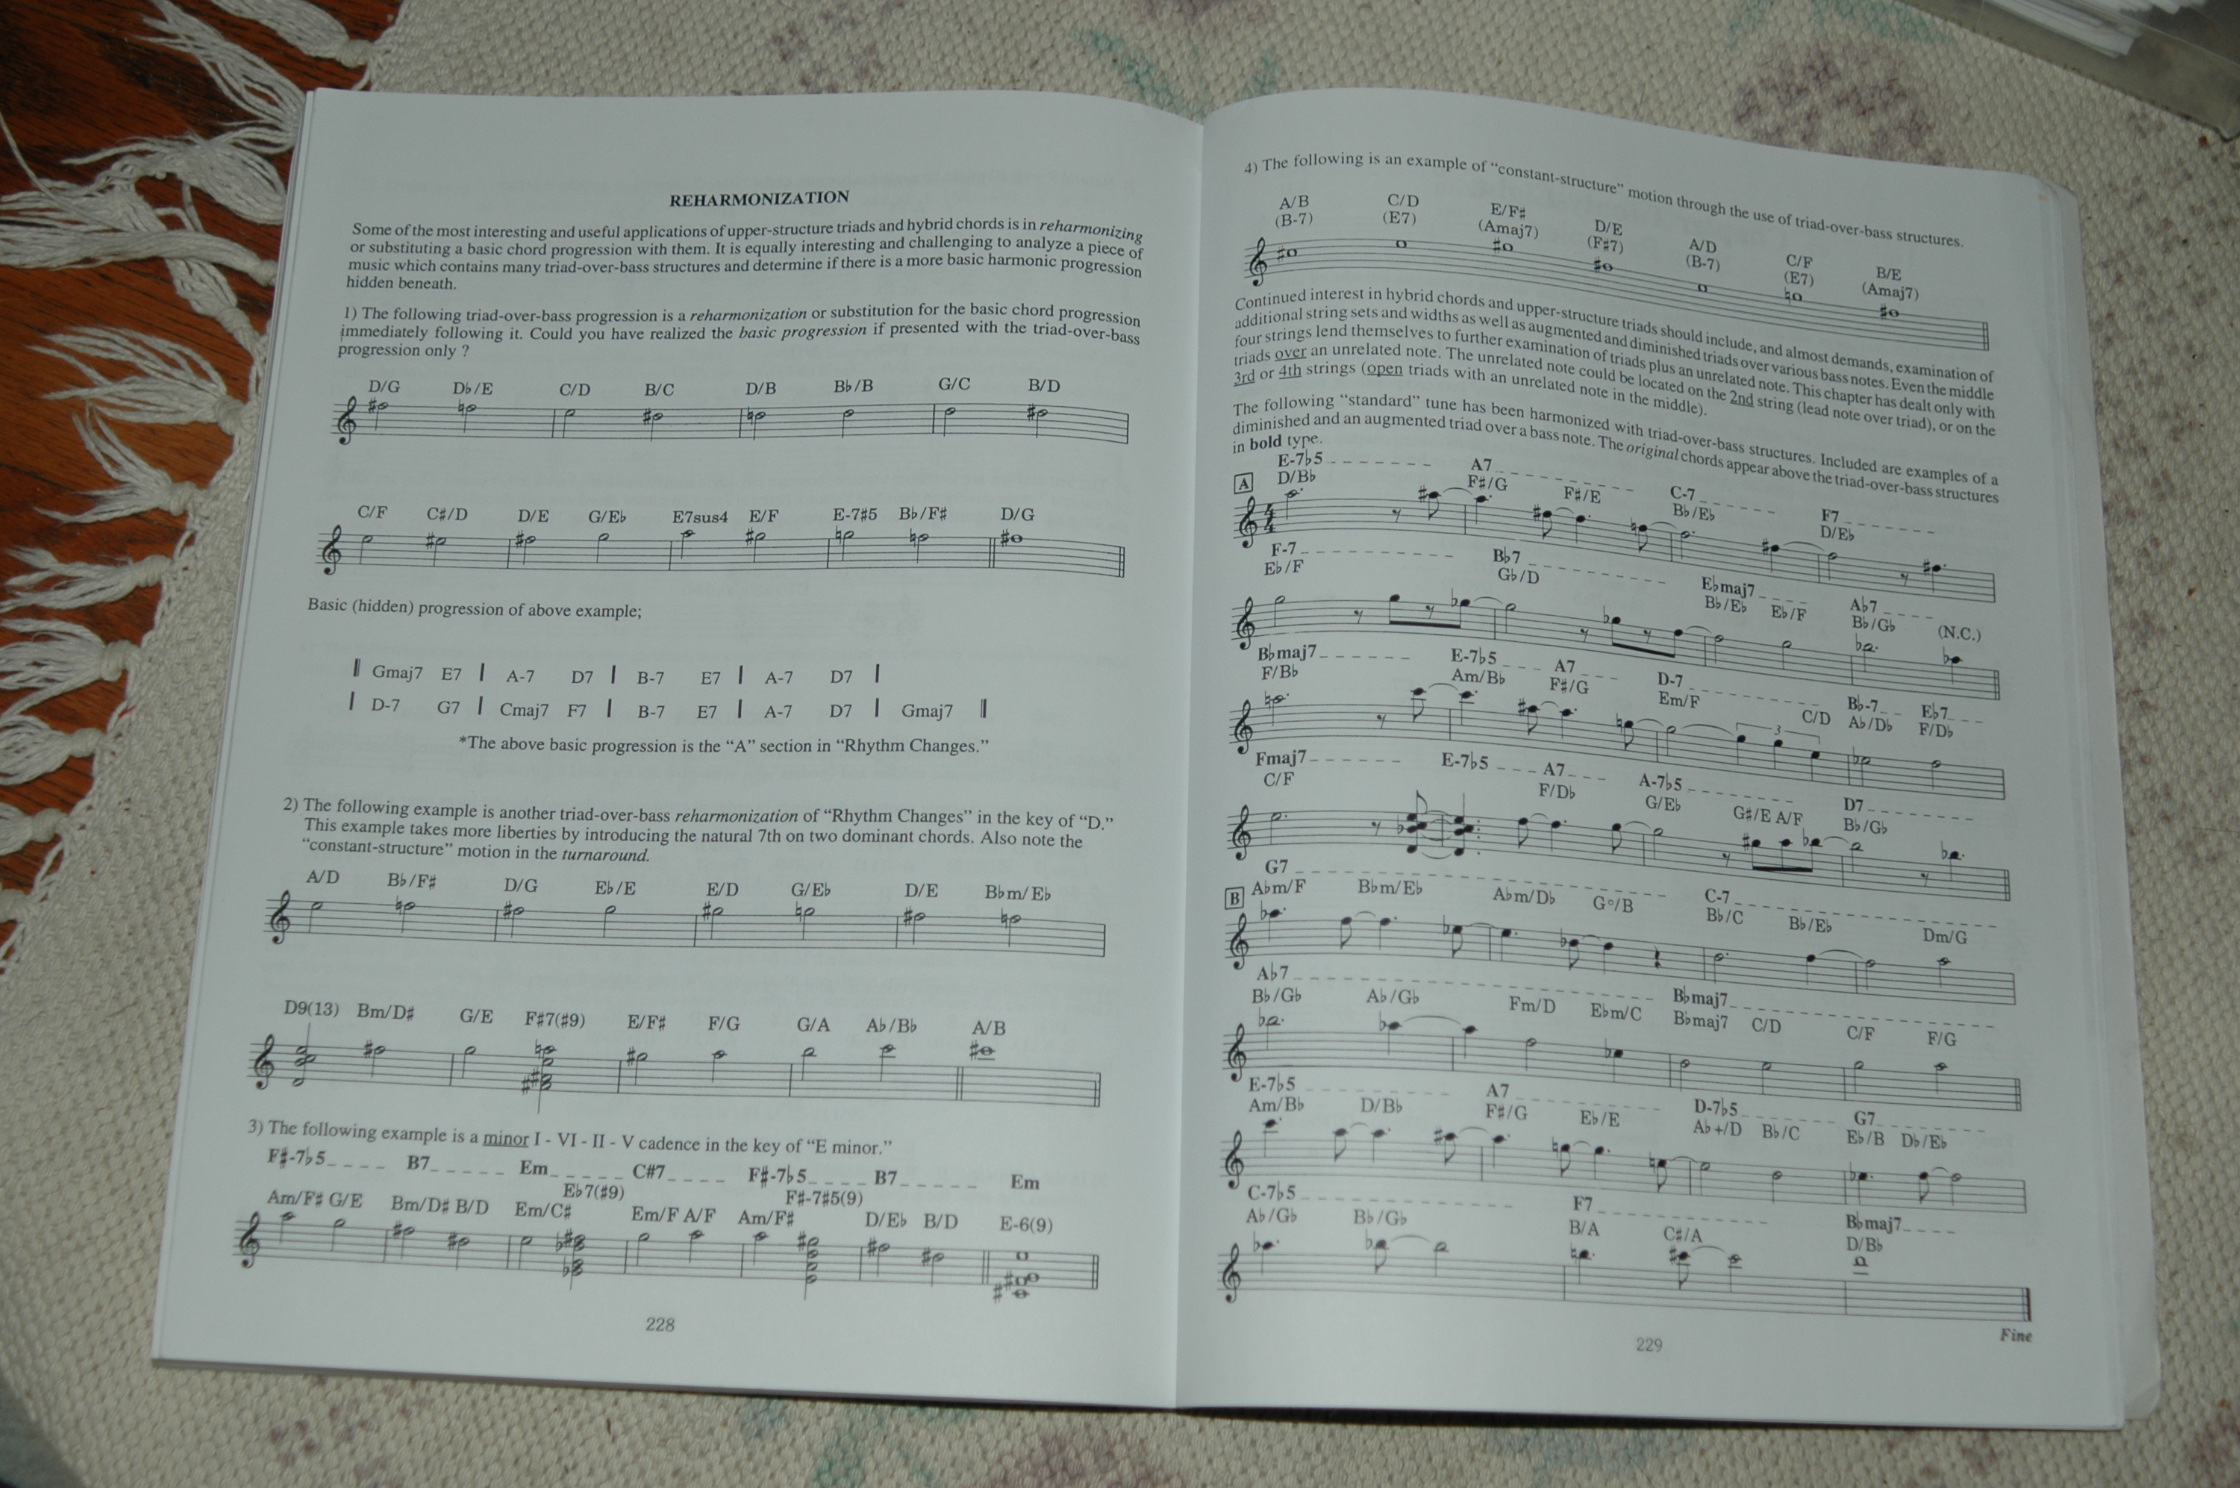 REHARMONIZATION
Some of the most interesting and useful applications of upper-structure triads and hybrid chords is in reharmonizing
or substituting a basic chord progression with them. It is equally interesting and challenging to analyze a piece of
music which contains many triad-over-bass structures and determine if there is a more basic harmonic progression
hidden beneath.
1) The following triad-over-bass progression is a reharmonization or substitution for the basic chord progression
immediately following it. Could you have realized the basic progression if presented with the triad-over-bass
progression only ?
D/G D♭/E C/D B/C D/B B♭/B G/C B/D
C/F C♯/D D/E G/E♭ E7sus4 E/F E-7♯5 B♭/F♯ D/G
Basic (hidden) progression of above example;
Gmaj7 E7 | A-7 D7 | B-7 E7 | A-7 D7 |
| D-7 G7 | Cmaj7 F7 | B-7 E7 | A-7 D7 | Gmaj7
*The above basic progression is the “A” section in “Rhythm Changes.”
2) The following example is another triad-over-bass reharmonization of “Rhythm Changes” in the key of “D.”
This example takes more liberties by introducing the natural 7th on two dominant chords. Also note the
“constant-structure” motion in the turnaround.
A/D B♭/F♯ D/G E♭/E E/D G/E♭ D/E B♭m/E♭
D9(13) Bm/D♯ G/E F♯7(♯9) E/F♯ F/G G/A A♭/B♭ A/B
3) The following example is a minor I - VI - II - V cadence in the key of “E minor.”
F♯-7♭5 B7 Em C#7 F♯-7♭5 B7 Em
E♭7(♯9) F♯-7♯5(9)
Am/F♯ G/E Bm/D♯ B/D Em/C♯ Em/F A/F Am/F♯ D/E♭ B/D E-6(9)
228
4) The following is an example of “constant-structure” motion through the use of triad-over-bass structures.
A/B C/D E/F♯ D/E A/D C/F B/E
(B-7) (E7) (Amaj7) (F♯7) (B-7) (E7) (Amaj7)
Continued interest in hybrid chords and upper-structure triads should include, and almost demands, examination of
additional string sets and widths as well as augmented and diminished triads over various bass notes. Even the middle
four strings lend themselves to further examination of triads plus an unrelated note. This chapter has dealt only with
triads over an unrelated note. The unrelated note could be located on the 2nd string (lead note over triad), or on the
3rd or 4th strings (open triads with an unrelated note in the middle).
The following “standard” tune has been harmonized with triad-over-bass structures. Included are examples of a
diminished and an augmented triad over a bass note. The original chords appear above the triad-over-bass structures
in bold type.
E-7♭5 A7 C-7 F7
A D/B♭ F♯/G F♯/E B♭/E♭ D/E♭
4
4
F-7 B♭7 E♭maj7 A♭7
E♭/F G♭/D B♭/E♭ E♭/F B♭/G♭ (N.C.)
B♭maj7 E-7♭5 A7 D-7 B♭-7 E♭7
F/B♭ Am/B♭ F♯/G Em/F C/D A♭/D♭ F/D♭
3
Fmaj7 E-7♭5 A7 A-7♭5 D7
C/F F/D♭ G/E♭ G♯/E A/F B♭/G♭
G7 C-7
B A♭m/F B♭m/E♭ A♭m/D♭ G°/B B♭/C B♭/E♭ Dm/G
A♭7 B♭maj7
B♭/G♭ A♭/G♭ Fm/D E♭m/C B♭maj7 C/D C/F F/G
E-7♭5 A7 D-7♭5 G7
Am/B♭ D/B♭ F♯/G E♭/E A♭+/D B♭/C E♭/B D♭/E♭
C-7♭5 F7 B♭maj7
A♭/G♭ B♭/G♭ B/A C♯/A D/B♭
Fine
229